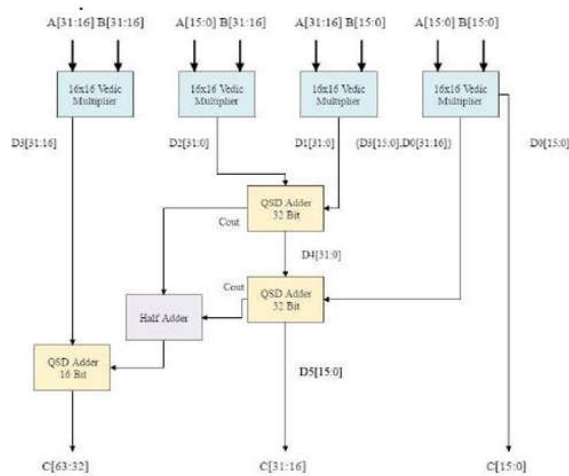 A[31:16] B[31:16]
A[15:0] B[31:16]
A[31:16] B[15:0]
A[15:0] B[15:0]
16x16 Vedic
Multiplier
16x16 Vedic
Multiplier
16x16 Vedic
Multiplier
16x16 Vedic
Multiplier
D3[31:16]
D2[31:0]
D1[31:0]
{D3[15:0],D0[31:16]}
D0[15:0]
QSD Adder
32 Bit
Cout
D4[31:0]
QSD Adder
32 Bit
Cout
Half Adder
QSD Adder
16 Bit
D5[15:0]
C[63:32]
C[31:16]
C[15:0]